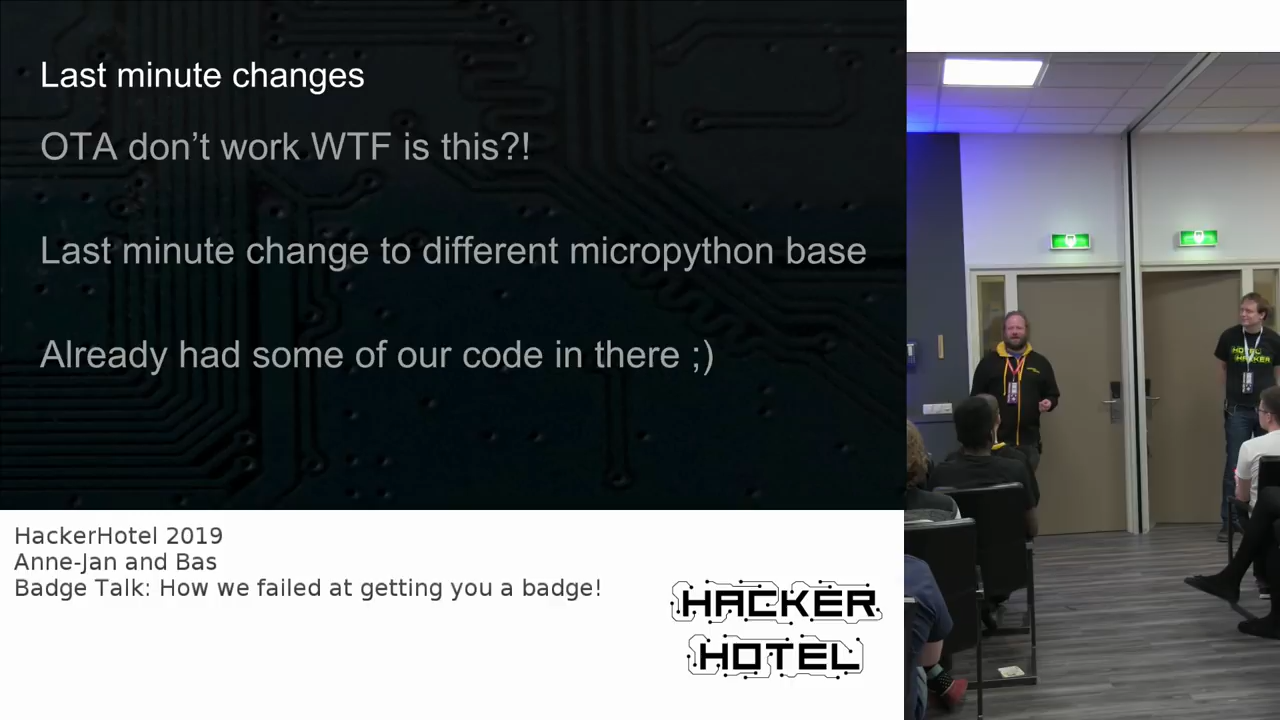 Last minute changes
OTA don't work WTF is this?!
Last minute change to different micropython base
Already had some of our code in there ;)
HackerHotel 2019
Anne-Jan and Bas
Badge Talk: How we failed at getting you a badge!
HACKER
HOTEL
HOTEL
HACKER